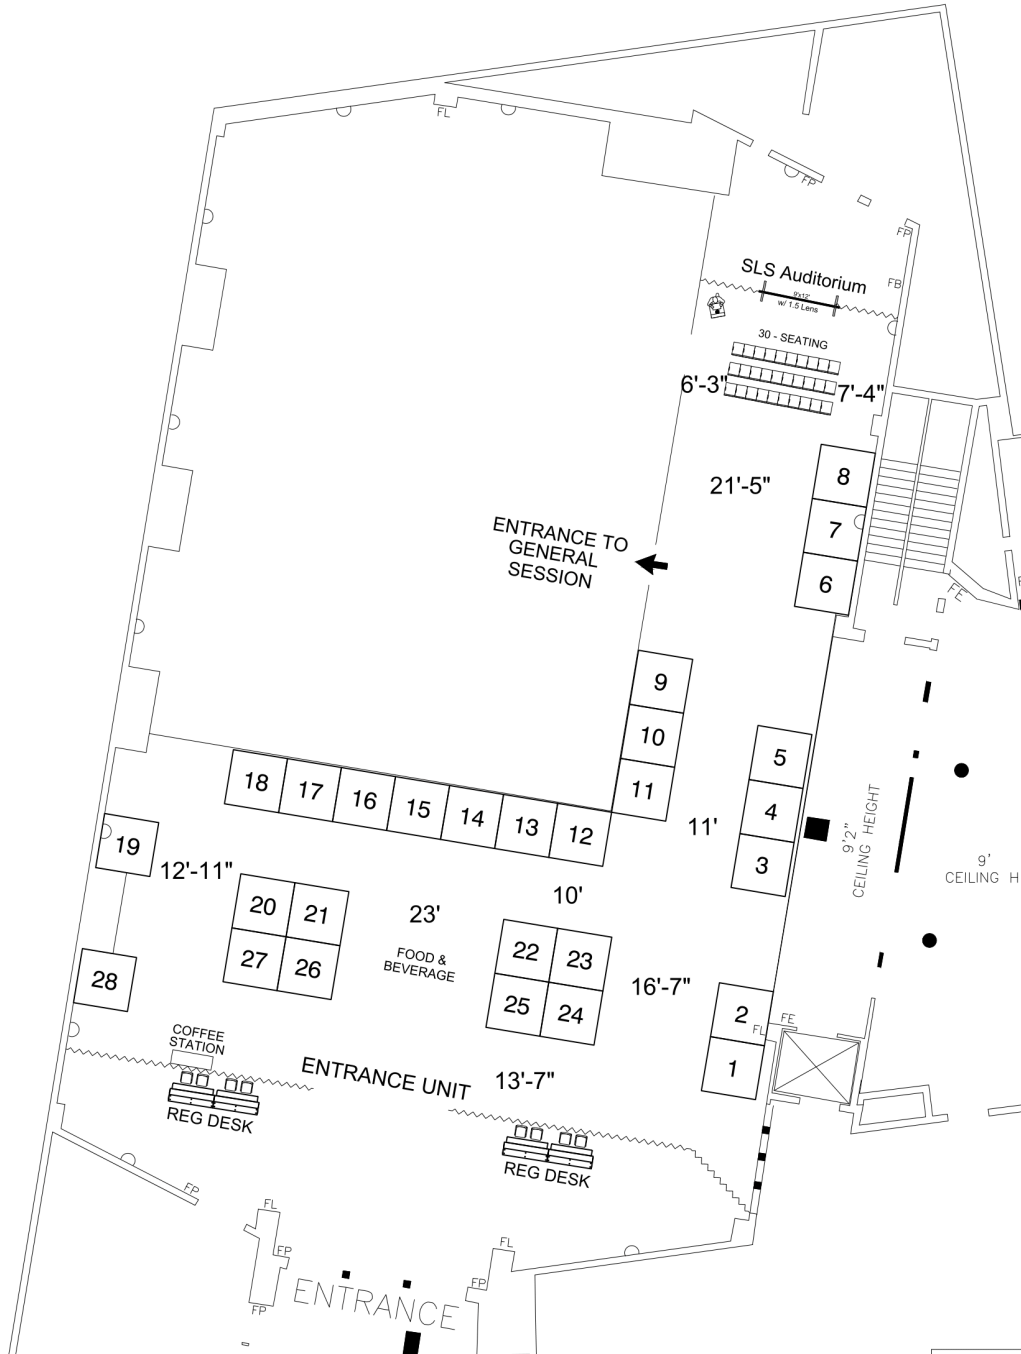 FL
FP
FP
SLS Auditorium
FB
9'x12'
w/ 1.5 Lens
30 - SEATING
6'-3"
7'-4"
8
21'-5"
7
ENTRANCE TO
GENERAL
SESSION
6
FE
9
10
5
18
17
16
15
14
13
12
11
11'
4
3
9'2"
CEILING HEIGHT
9'
CEILING H
19
12'-11"
10'
20
21
23'
22
23
FOOD &
BEVERAGE
27
26
28
25
24
16'-7"
2
FL
FE
COFFEE
STATION
ENTRANCE UNIT
13'-7"
1
REG DESK
REG DESK
FP
FL
FL
FP
FP
FP
ENTRANCE